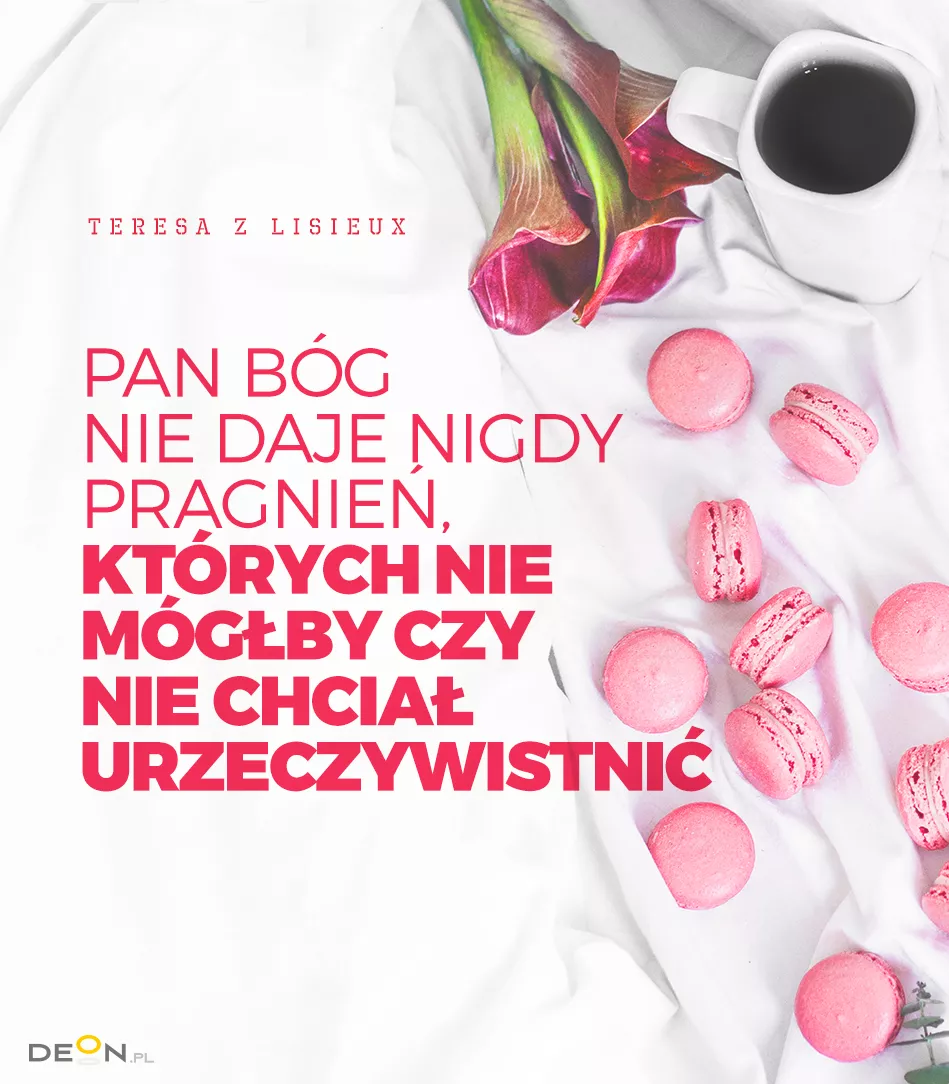 TERESA Z LISIEUX
PAN BÓG
NIE DAJE NIGDY
PRAGNIEŃ,
KTÓRYCH NIE
MÓGŁBY CZY
NIE CHCIAŁ
URZECZYWISTNIĆ
DEON.PL